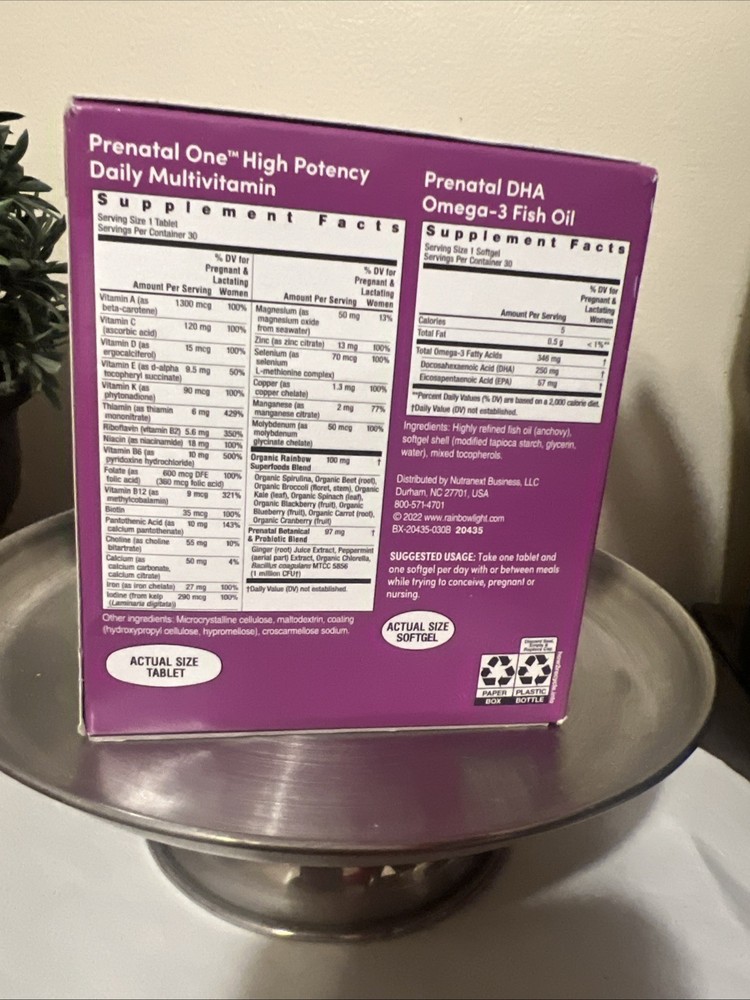 Prenatal One™ High Potency
Daily Multivitamin
Supplement Facts
Serving Size 1 Tablet
Servings Per Container 30
Amount Per Serving
% DV for
Pregnant &
Lactating
Women
Vitamin A (as beta-carotene) 1300 mcg 100%
Vitamin C (ascorbic acid) 120 mg 100%
Vitamin D (as ergocalciferol) 15 mcg 100%
Vitamin E (as d-alpha tocopheryl succinate) 9.5 mg 50%
Vitamin K (as phytonadione) 90 mcg 100%
Thiamin (as thiamin mononitrate) 6 mg 429%
Riboflavin (vitamin B2) 5.6 mg 350%
Niacin (as niacinamide) 18 mg 100%
Vitamin B6 (as pyridoxine hydrochloride) 10 mg 500%
Folate (as folic acid) 600 mcg DFE (360 mcg folic acid) 100%
Vitamin B12 (as methylcobalamin) 9 mcg 321%
Biotin 35 mcg 100%
Pantothenic Acid (as calcium pantothenate) 10 mg 143%
Choline (as choline bitartrate) 55 mg 10%
Calcium (as calcium carbonate, calcium citrate) 50 mg 4%
Iron (as iron chelate) 27 mg 100%
Iodine (from kelp (Laminaria digitata)) 290 mcg 100%
Amount Per Serving
% DV for
Pregnant &
Lactating
Women
Magnesium (as magnesium oxide from seawater) 50 mg 13%
Zinc (as zinc citrate) 13 mg 100%
Selenium (as selenium L-methionine complex) 70 mcg 100%
Copper (as copper chelate) 1.3 mg 100%
Manganese (as manganese citrate) 2 mg 77%
Molybdenum (as molybdenum glycinate chelate) 50 mcg 100%
Organic Rainbow Superfoods Blend 100 mg †
Organic Spirulina, Organic Beet (root),
Organic Broccoli (floret, stem), Organic
Kale (leaf), Organic Spinach (leaf),
Organic Blackberry (fruit), Organic
Blueberry (fruit), Organic Carrot (root),
Organic Cranberry (fruit)
Prenatal Botanical & Probiotic Blend 97 mg †
Ginger (root) Juice Extract, Peppermint
(aerial part) Extract, Organic Chlorella,
Bacillus coagulans MTCC 5856
(1 million CFU†)
†Daily Value (DV) not established.
Other ingredients: Microcrystalline cellulose, maltodextrin, coating
(hydroxypropyl cellulose, hypromellose), croscarmellose sodium.
ACTUAL SIZE
TABLET
Prenatal DHA
Omega-3 Fish Oil
Supplement Facts
Serving Size 1 Softgel
Servings Per Container 30
Amount Per Serving
% DV for
Pregnant &
Lactating
Women
Calories 5
Total Fat 0.5 g <1%**
Total Omega-3 Fatty Acids 346 mg †
Docosahexaenoic Acid (DHA) 250 mg †
Eicosapentaenoic Acid (EPA) 57 mg †
**Percent Daily Values (% DV) are based on a 2,000 calorie diet.
†Daily Value (DV) not established.
Ingredients: Highly refined fish oil (anchovy),
softgel shell (modified tapioca starch, glycerin,
water), mixed tocopherols.
Distributed by Nutranext Business, LLC
Durham, NC 27701, USA
800-571-4701
© 2022 www.rainbowlight.com
BX-20435-030B 20435
SUGGESTED USAGE: Take one tablet and
one softgel per day with or between meals
while trying to conceive, pregnant or
nursing.
ACTUAL SIZE
SOFTGEL
PAPER
BOX
PLASTIC
BOTTLE